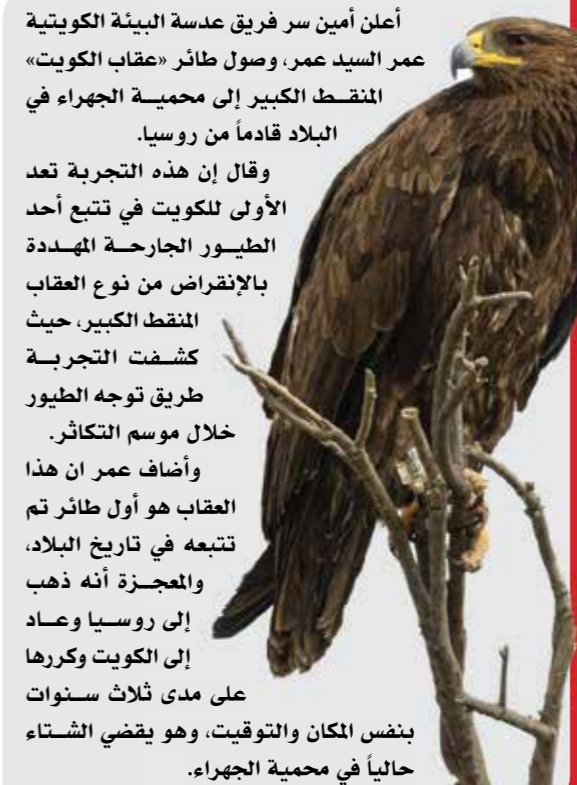 أعلن أمين سر فريق عدسة البيئة الكويتية
عمر السيد عمر، وصول طائر «عقاب الكويت»
المنقط الكبير إلى محمية الجهراء في
البلاد قادماً من روسيا.
وقال إن هذه التجربة تعد
الأولى للكويت في تتبع أحد
الطيور الجارحة المهددة
بالإنقراض من نوع العقاب
المنقط الكبير، حيث
كشفت التجربة
طريق توجه الطيور
خلال موسم التكاثر.
وأضاف عمر ان هذا
العقاب هو أول طائر تم
تتبعه في تاريخ البلاد،
والمعجزة أنه ذهب
إلى روسيا وعاد
إلى الكويت وكررها
على مدى ثلاث سنوات
بنفس المكان والتوقيت، وهو يقضي الشتاء
حالياً في محمية الجهراء.